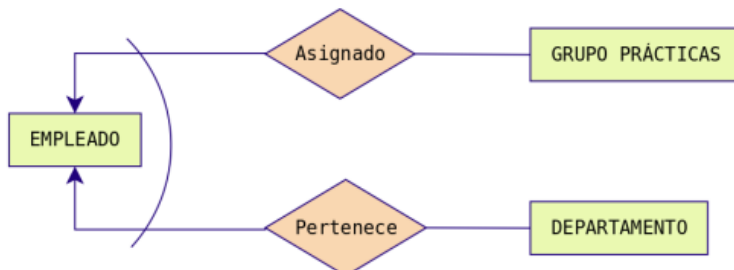 Asignado
GRUPO PRÁCTICAS
EMPLEADO
Pertenece
DEPARTAMENTO